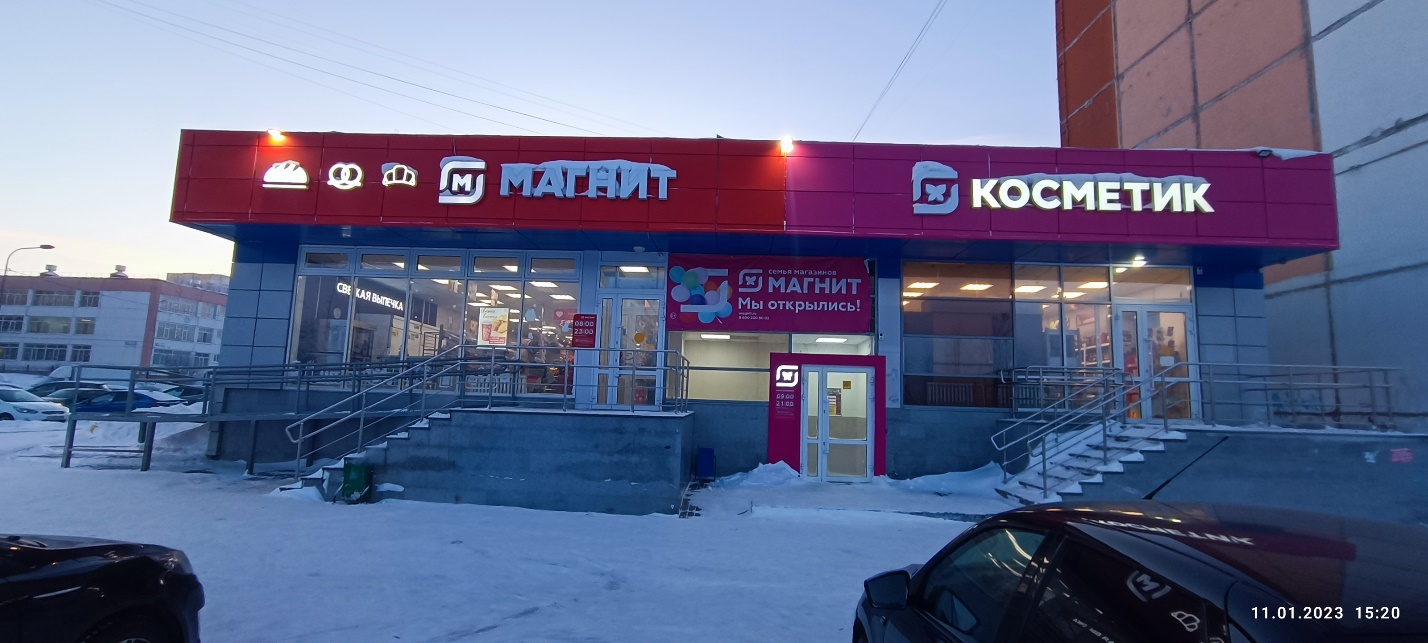 М МАГНИТ
КОСМЕТИК
СВЕЖАЯ ВЫПЕЧКА
семья магазинов
МАГНИТ
Мы открылись!
08:00
23:00
09:00
21:00
КОСМЕТИК
М
11.01.2023 15:20